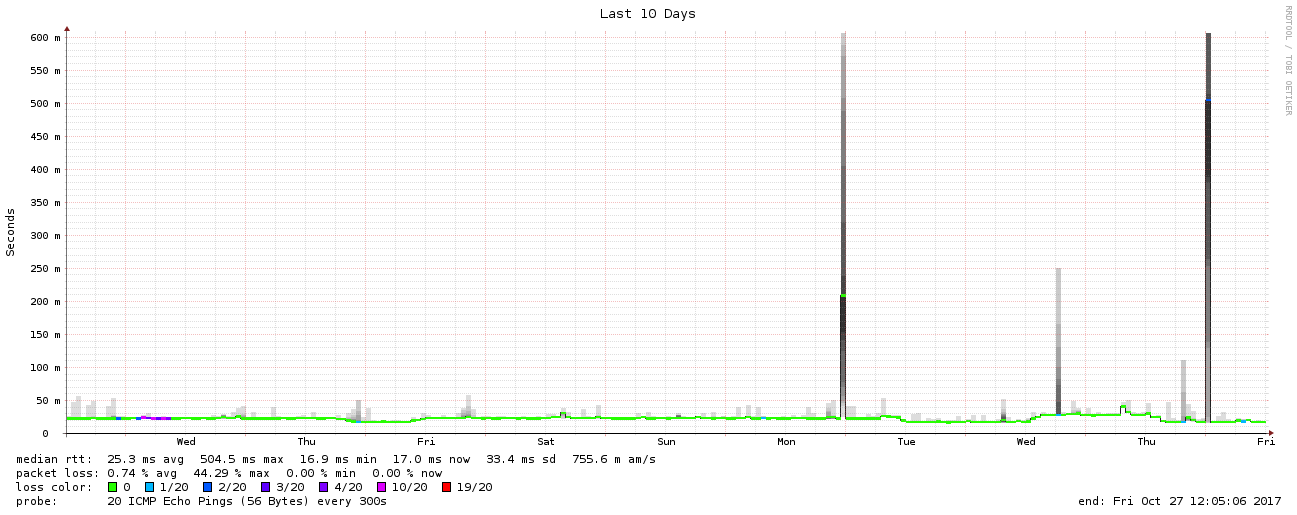 Last 10 Days
RRDTOOL / TOBI OETIKER
Seconds
600 m
550 m
500 m
450 m
400 m
350 m
300 m
250 m
200 m
150 m
100 m
50 m
0
Wed Thu Fri Sat Sun Mon Tue Wed Thu Fri
median rtt: 25.3 ms avg 504.5 ms max 16.9 ms min 17.0 ms now 33.4 ms sd 755.6 m am/s
packet loss: 0.74 % avg 44.29 % max 0.00 % min 0.00 % now
loss color: 0 1/20 2/20 3/20 4/20 10/20 19/20
probe: 20 ICMP Echo Pings (56 Bytes) every 300s end: Fri Oct 27 12:05:06 2017